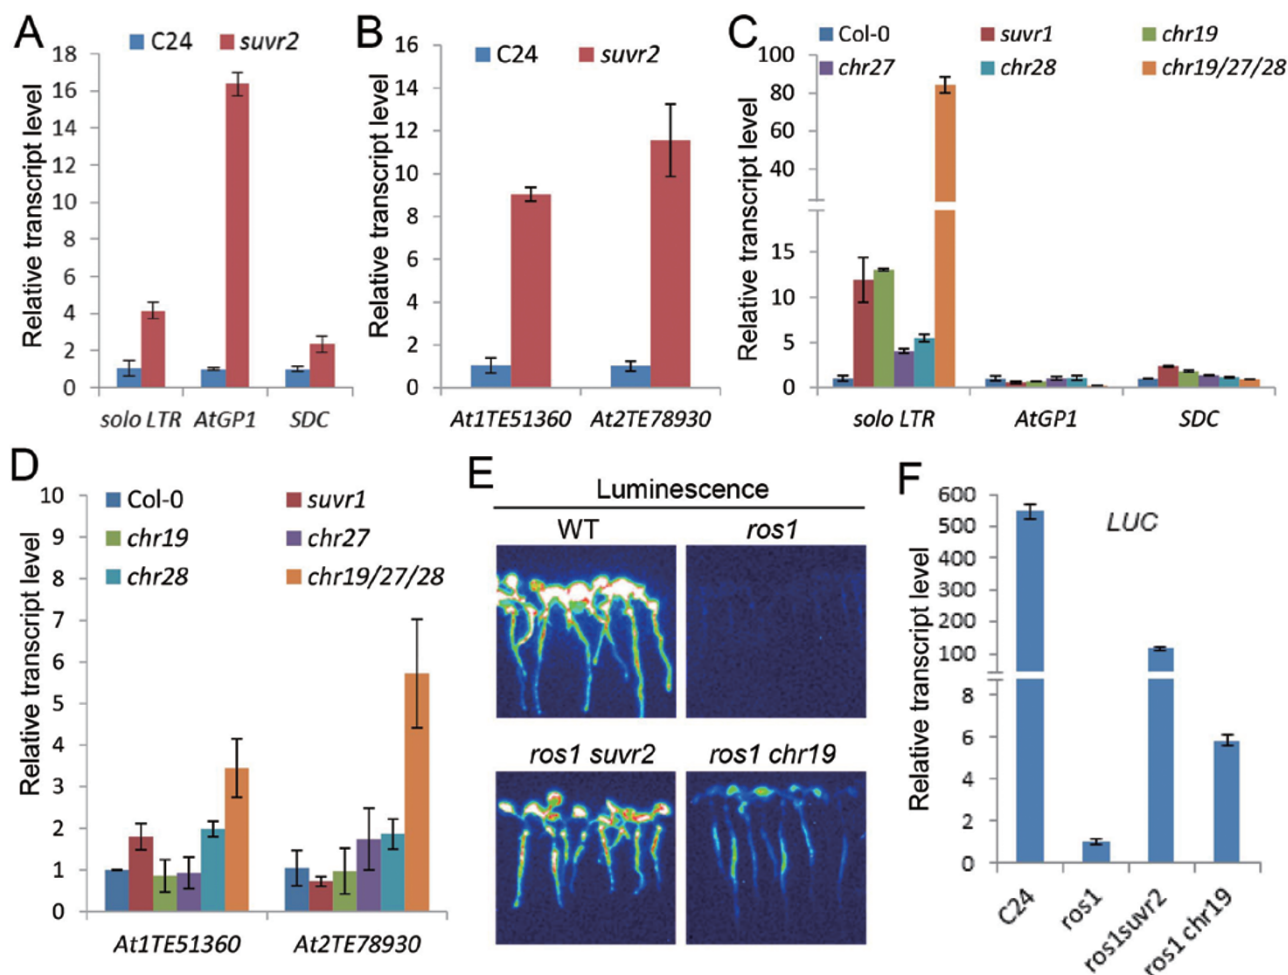 A
C24 suvr2
Relative transcript level
18
16
14
12
10
8
6
4
2
0
solo LTR AtGP1 SDC
B
C24 suvr2
Relative transcript level
16
14
12
10
8
6
4
2
0
At1TE51360 At2TE78930
C
Col-0 suvr1 chr19
chr27 chr28 chr19/27/28
Relative transcript level
100
80
60
40
15
10
5
0
solo LTR AtGP1 SDC
D
Col-0 suvr1
chr19 chr27
chr28 chr19/27/28
Relative transcript level
10
9
8
7
6
5
4
3
2
1
0
At1TE51360 At2TE78930
E
Luminescence
WT ros1
ros1 suvr2 ros1 chr19
F
LUC
Relative transcript level
600
500
400
300
200
100
8
6
4
2
0
C24 ros1 ros1suvr2 ros1 chr19